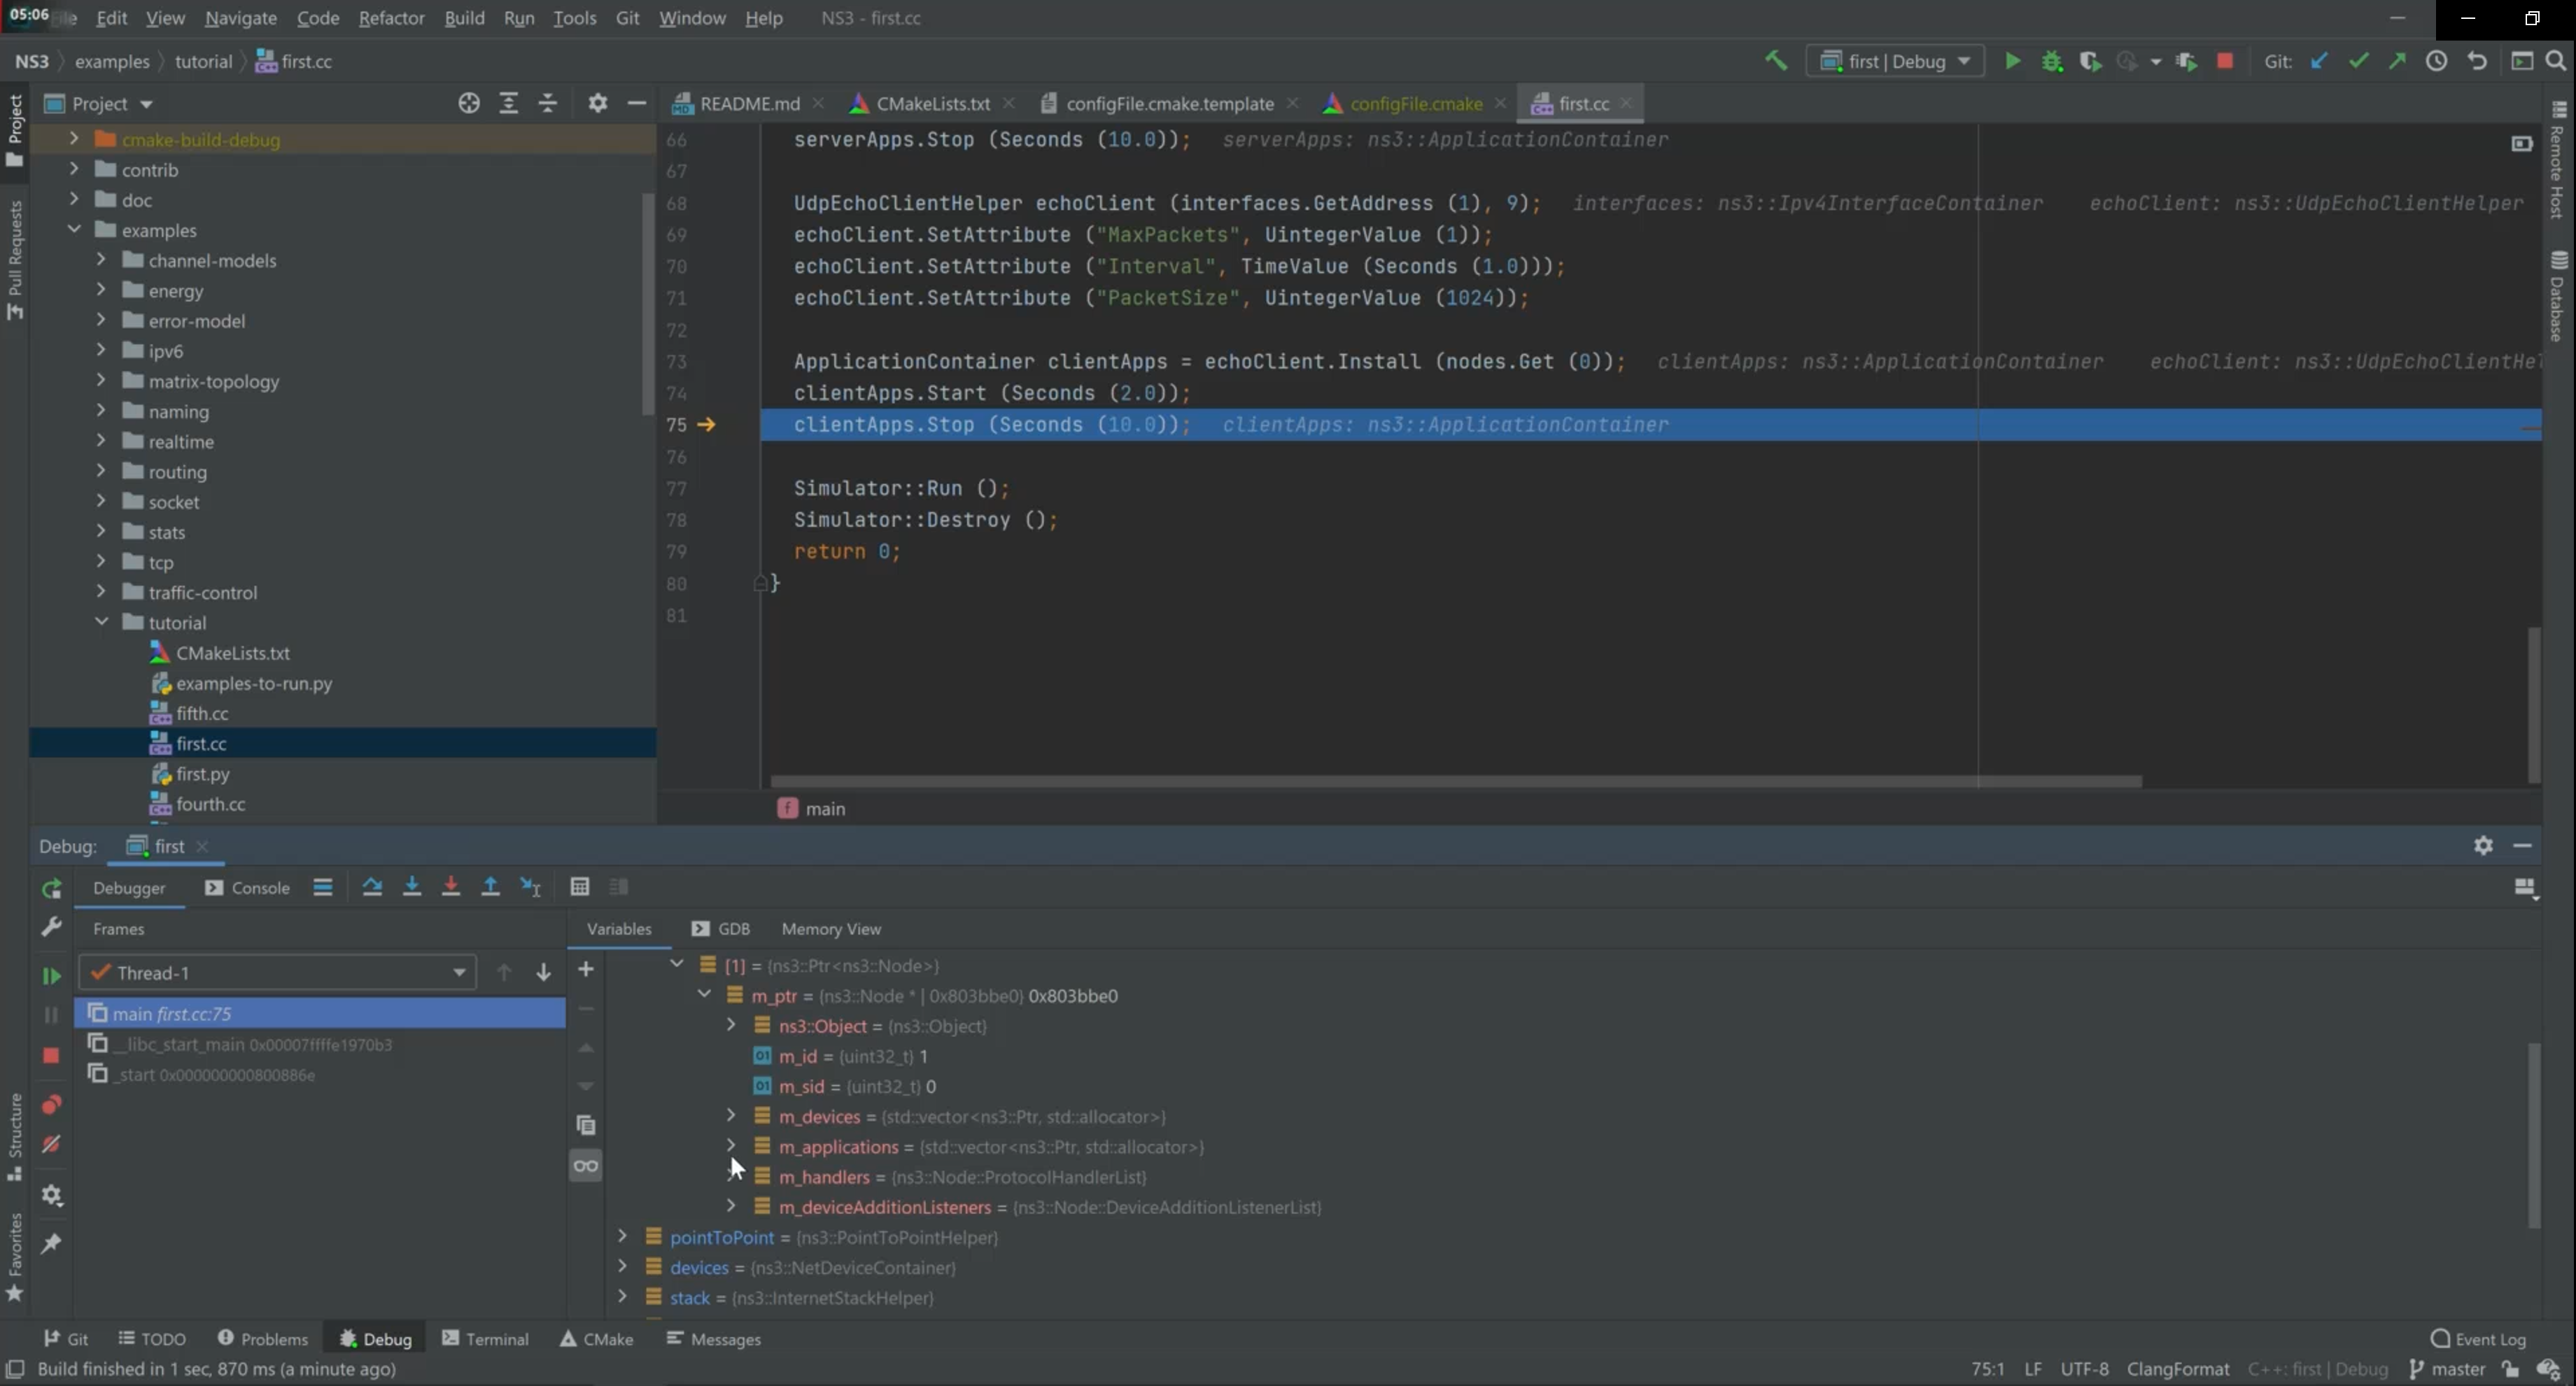 05:06
File Edit View Navigate Code Refactor Build Run Tools Git Window Help NS3 - first.cc
NS3 examples tutorial first.cc
first | Debug
Git:
Project
README.md CMakeLists.txt configFile.cmake.template configFile.cmake first.cc
Project
Pull Requests
Structure
Favorites
Remote Host
Database
cmake-build-debug
contrib
doc
examples
channel-models
energy
error-model
ipv6
matrix-topology
naming
realtime
routing
socket
stats
tcp
traffic-control
tutorial
CMakeLists.txt
examples-to-run.py
fifth.cc
first.cc
first.py
fourth.cc
66 serverApps.Stop (Seconds (10.0)); serverApps: ns3::ApplicationContainer
67
68 UdpEchoClientHelper echoClient (interfaces.GetAddress (1), 9); interfaces: ns3::Ipv4InterfaceContainer echoClient: ns3::UdpEchoClientHelper
69 echoClient.SetAttribute ("MaxPackets", UintegerValue (1));
70 echoClient.SetAttribute ("Interval", TimeValue (Seconds (1.0)));
71 echoClient.SetAttribute ("PacketSize", UintegerValue (1024));
72
73 ApplicationContainer clientApps = echoClient.Install (nodes.Get (0)); clientApps: ns3::ApplicationContainer echoClient: ns3::UdpEchoClientHel
74 clientApps.Start (Seconds (2.0));
75 clientApps.Stop (Seconds (10.0)); clientApps: ns3::ApplicationContainer
76
77 Simulator::Run ();
78 Simulator::Destroy ();
79 return 0;
80 }
81
f main
Debug: first
Debugger Console
Frames
Thread-1
main first.cc:75
__libc_start_main 0x00007ffffe1970b3
_start 0x000000000800886e
Variables GDB Memory View
[1] = {ns3::Ptr<ns3::Node>}
m_ptr = {ns3::Node * | 0x803bbe0} 0x803bbe0
ns3::Object = {ns3::Object}
01 m_id = {uint32_t} 1
01 m_sid = {uint32_t} 0
m_devices = {std::vector<ns3::Ptr, std::allocator>}
m_applications = {std::vector<ns3::Ptr, std::allocator>}
m_handlers = {ns3::Node::ProtocolHandlerList}
m_deviceAdditionListeners = {ns3::Node::DeviceAdditionListenerList}
pointToPoint = {ns3::PointToPointHelper}
devices = {ns3::NetDeviceContainer}
stack = {ns3::InternetStackHelper}
Git TODO Problems Debug Terminal CMake Messages Event Log
Build finished in 1 sec, 870 ms (a minute ago) 75:1 LF UTF-8 ClangFormat C++: first | Debug master